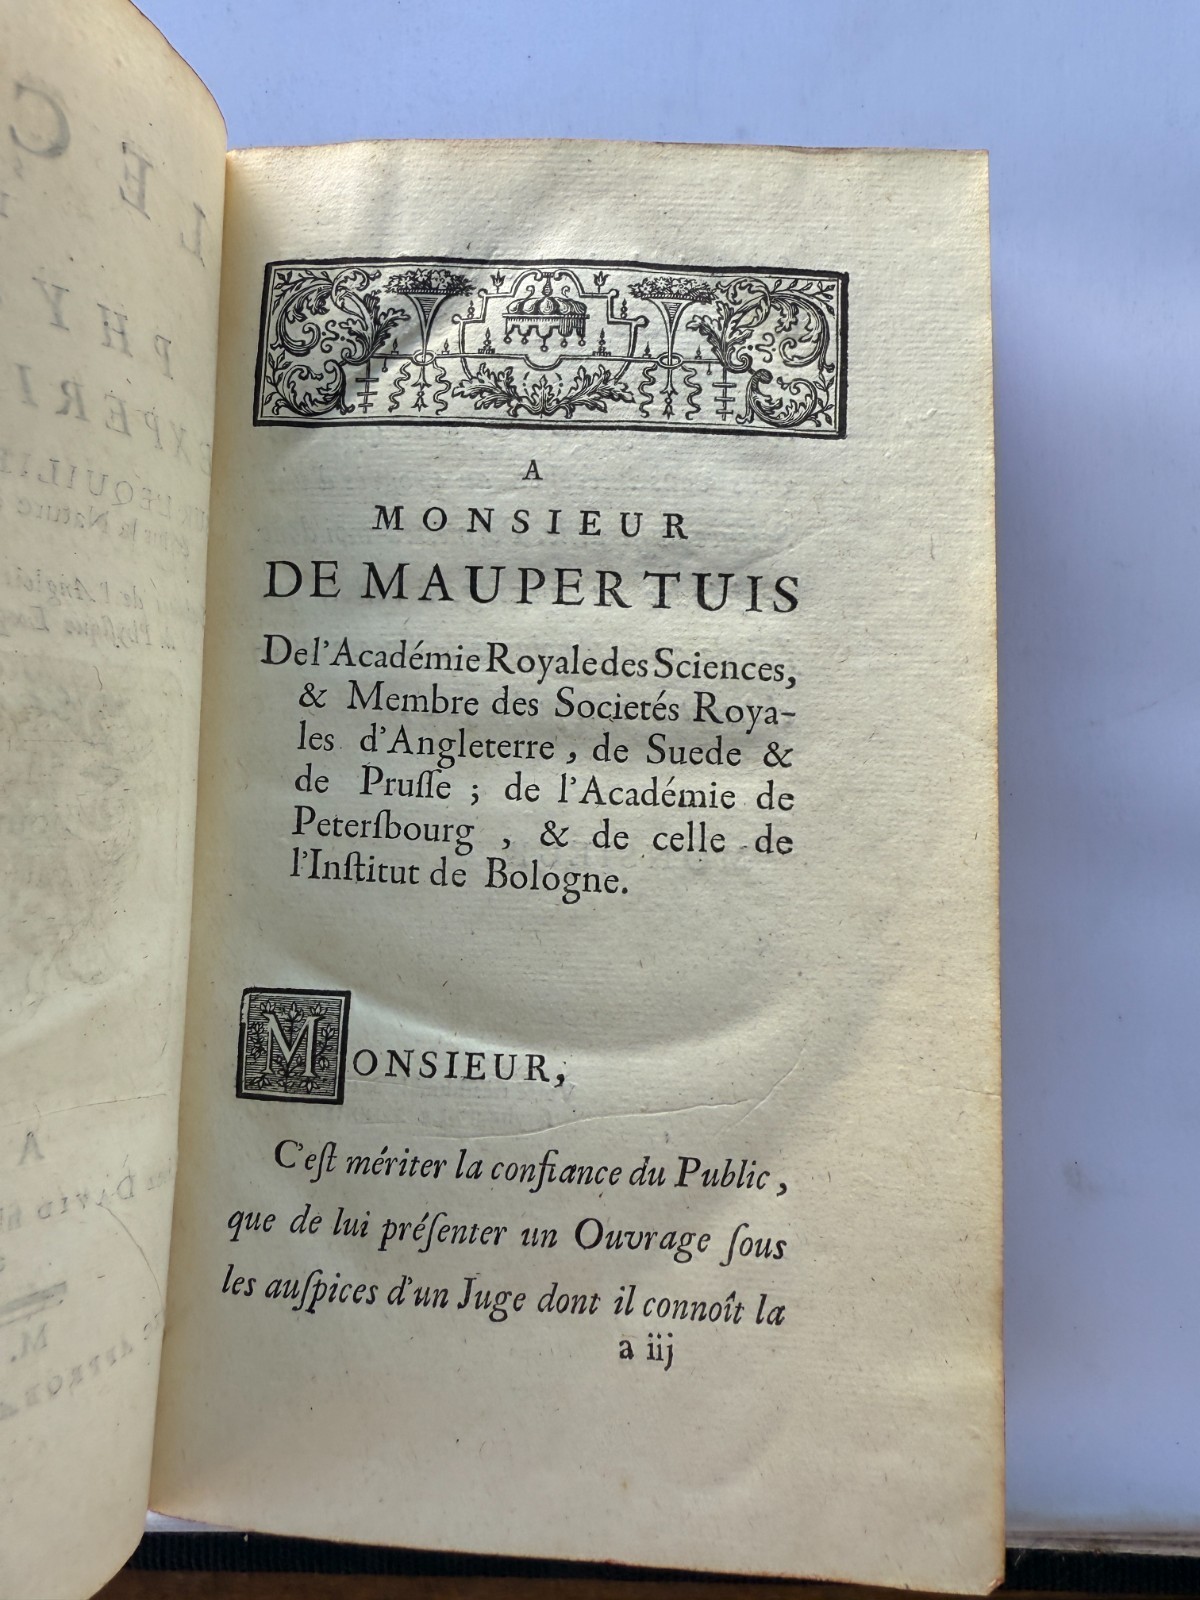 A
MONSIEUR
DE MAUPERTUIS
De l'Académie Royale des Sciences,
& Membre des Societés Roya-
les d'Angleterre, de Suede &
de Pruſſe ; de l'Académie de
Peterſbourg , & de celle de
l'Inſtitut de Bologne.
MONSIEUR,
C'eſt mériter la confiance du Public ,
que de lui préſenter un Ouvrage ſous
les auſpices d'un Juge dont il connoît la
a iij